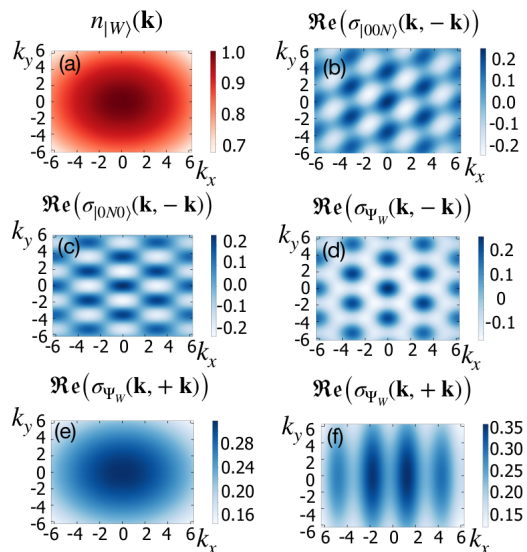 n|W⟩(k) 𝕽𝖊(σ|00N⟩(k, −k))
ky (a) 6 4 2 0 -2 -4 -6 1.0 0.9 0.8 0.7 ky (b) 6 4 2 0 -2 -4 -6 0.2 0.1 0.0 -0.1 -0.2
-6 -4 -2 0 2 4 6 kx -6 -4 -2 0 2 4 6 kx
𝕽𝖊(σ|0N0⟩(k, −k)) 𝕽𝖊(σΨW(k, −k))
ky (c) 6 4 2 0 -2 -4 -6 0.2 0.1 0.0 -0.1 -0.2 ky (d) 6 4 2 0 -2 -4 -6 0.2 0.1 0 -0.1
-6 -4 -2 0 2 4 6 kx -6 -4 -2 0 2 4 6 kx
𝕽𝖊(σΨW(k, +k)) 𝕽𝖊(σΨW(k, +k))
ky (e) 6 4 2 0 -2 -4 -6 0.28 0.24 0.20 0.16 ky (f) 6 4 2 0 -2 -4 -6 0.35 0.30 0.25 0.20 0.15
-6 -4 -2 0 2 4 6 kx -6 -4 -2 0 2 4 6 kx